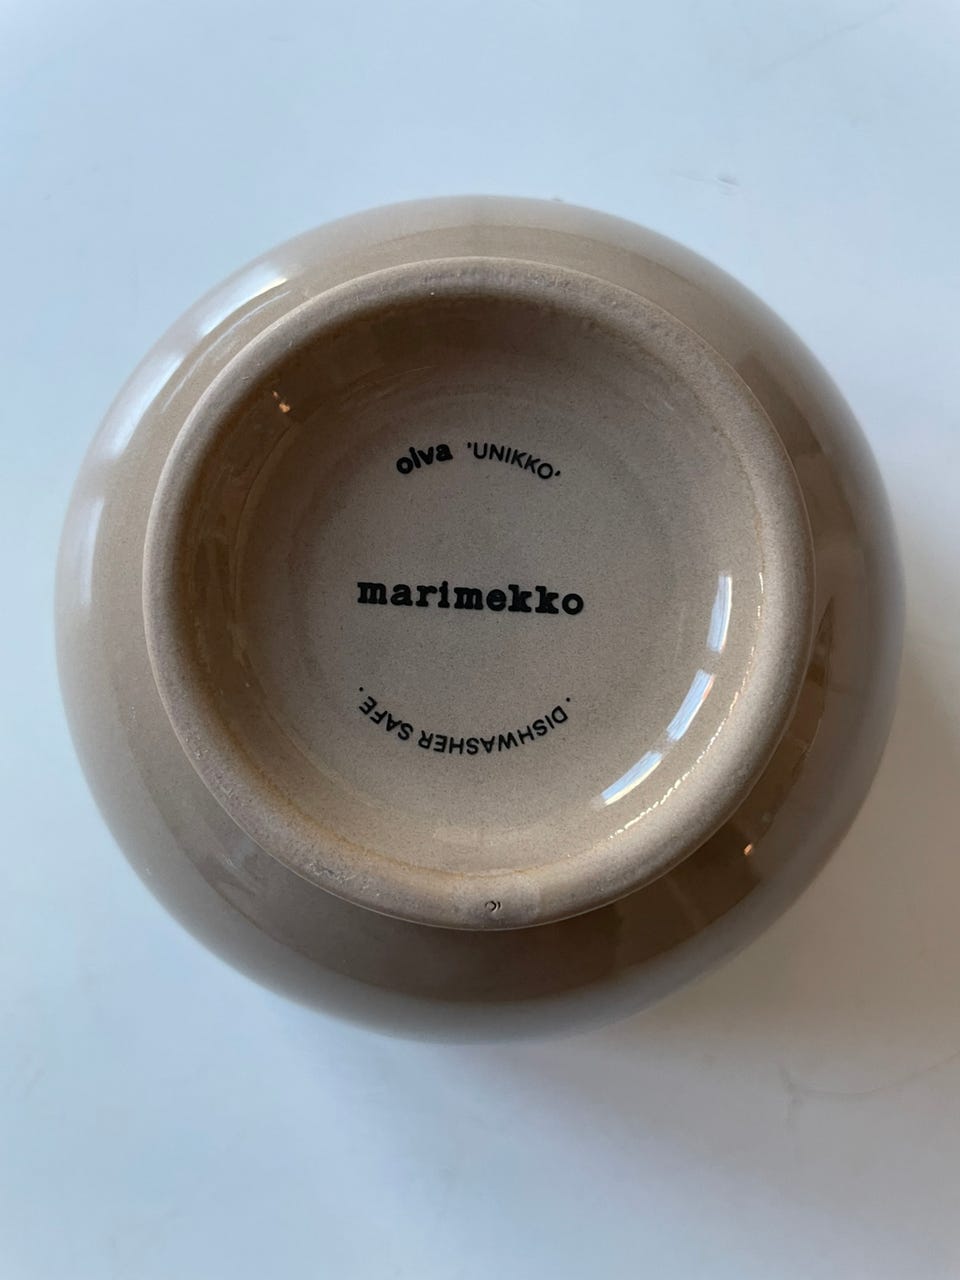 oiva 'UNIKKO'
marimekko
. DISHWASHER SAFE.